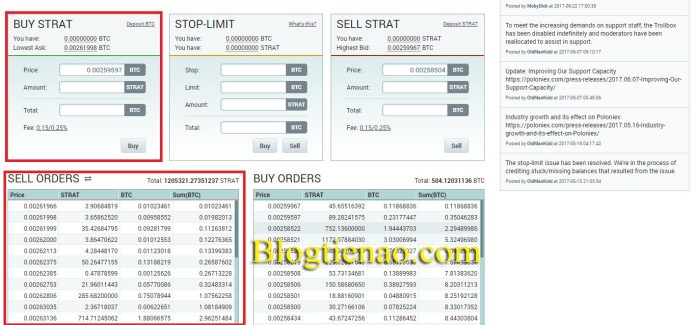 BUY STRAT Deposit BTC
You have: 0.00000000 BTC
Lowest Ask: 0.00261998 BTC
Price: 0.00259597 BTC
Amount: STRAT
Total: BTC
Fee: 0.15/0.25%
Buy
STOP-LIMIT What's this?
You have: 0.00000000 BTC
You have: 0.00000000 STRAT
Stop: BTC
Limit: BTC
Amount: STRAT
Total: BTC
Buy Sell
SELL STRAT Deposit STRAT
You have: 0.00000000 STRAT
Highest Bid: 0.00259967 BTC
Price: 0.00258504 BTC
Amount: STRAT
Total: BTC
Fee: 0.15/0.25%
Sell
Posted by MobyDick at 2017-06-22 17:50:38
To meet the increasing demands on support staff, the Trollbox
has been disabled indefinitely and moderators have been
reallocated to assist in support.
Posted by OldManKidd at 2017-06-07 06:10:17
Update: Improving Our Support Capacity
https://poloniex.com/press-releases/2017.06.07-Improving-Our-
Support-Capacity/
Posted by OldManKidd at 2017-06-07 05:49:56
Industry growth and its effect on Poloniex:
https://poloniex.com/press-releases/2017.05.16-Industry-
growth-and-its-effect-on-Poloniex/
Posted by OldManKidd at 2017-05-16 04:17:42
The stop-limit issue has been resolved. We're in the process of
crediting stuck/missing balances that resulted from the issue.
Posted by OldManKidd at 2017-05-15 21:33:34
SELL ORDERS ⇄ Total: 1205321.27351237 STRAT
Price STRAT BTC Sum(BTC)
0.00261966 3.90684819 0.01023461 0.01023461
0.00261998 3.65862520 0.00958552 0.01982013
0.00261999 35.42684795 0.09281799 0.11263812
0.00262000 3.86470622 0.01012553 0.12276365
0.00262113 4.28448170 0.01123018 0.13399383
0.00262375 50.26477155 0.13188219 0.26587602
0.00262385 0.47878599 0.00125626 0.26713228
0.00262753 21.96011443 0.05770086 0.32483314
0.00262806 285.68200000 0.75078944 1.07562258
0.00263015 2.36718037 0.00622651 1.08184909
0.00263136 714.71245062 1.88066575 2.96251484
BUY ORDERS Total: 504.12031136 BTC
Price STRAT BTC Sum(BTC)
0.00259967 45.65516392 0.11868836 0.11868836
0.00259600 89.28241575 0.23177447 0.35046283
0.00258522 752.13600000 1.94443703 2.29489986
0.00258521 1172.07884030 3.03006994 5.32496980
0.00258508 53.73134681 0.13889983 7.81383620
0.00258506 150.58680650 0.38927593 8.20311213
0.00258501 18.88160901 0.04880915 8.25192128
0.00258500 30.27166106 0.07825224 8.33017352
0.00258434 43.67247256 0.11286452 8.44303804
Blogtienao.com